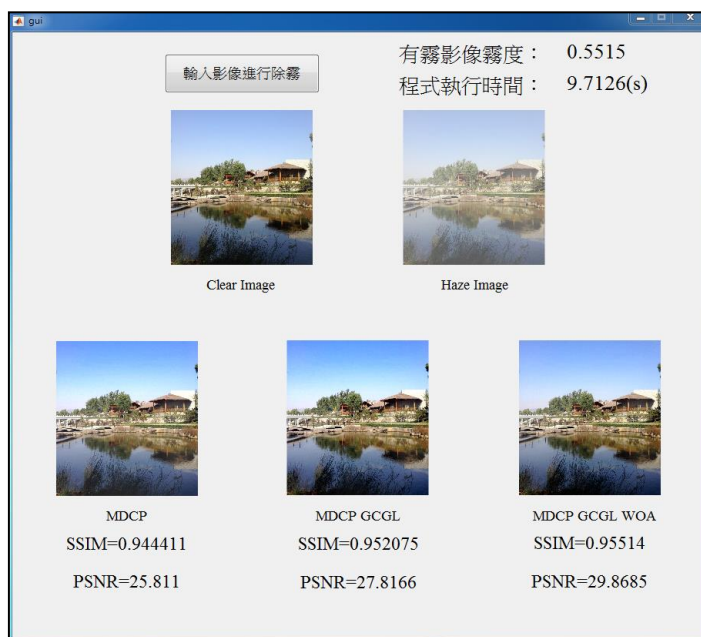 gui
輸入影像進行除霧
有霧影像霧度： 0.5515
程式執行時間： 9.7126(s)
Clear Image
Haze Image
MDCP
MDCP GCGL
MDCP GCGL WOA
SSIM=0.944411
SSIM=0.952075
SSIM=0.95514
PSNR=25.811
PSNR=27.8166
PSNR=29.8685